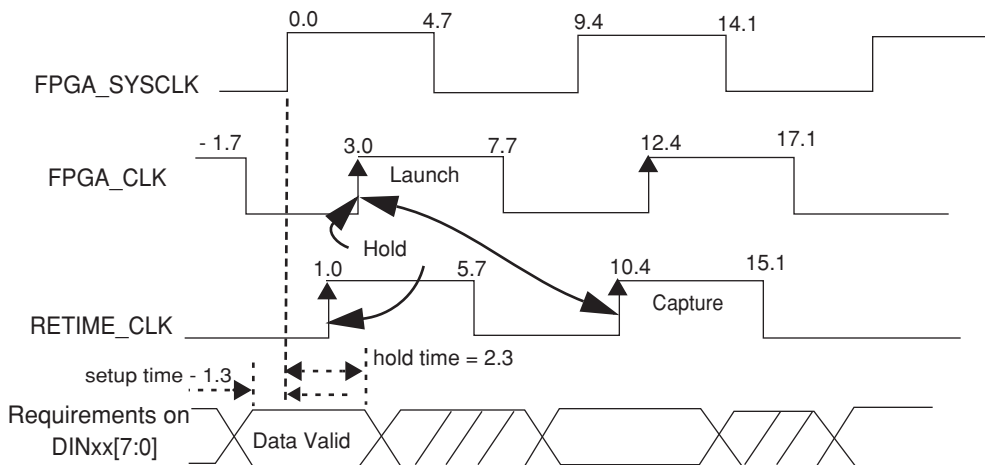 0.0 4.7 9.4 14.1
FPGA_SYSCLK
- 1.7 3.0 7.7 12.4 17.1
FPGA_CLK Launch
Hold
1.0 5.7 10.4 15.1
RETIME_CLK Capture
hold time = 2.3
setup time - 1.3
Requirements on
DINxx[7:0] Data Valid